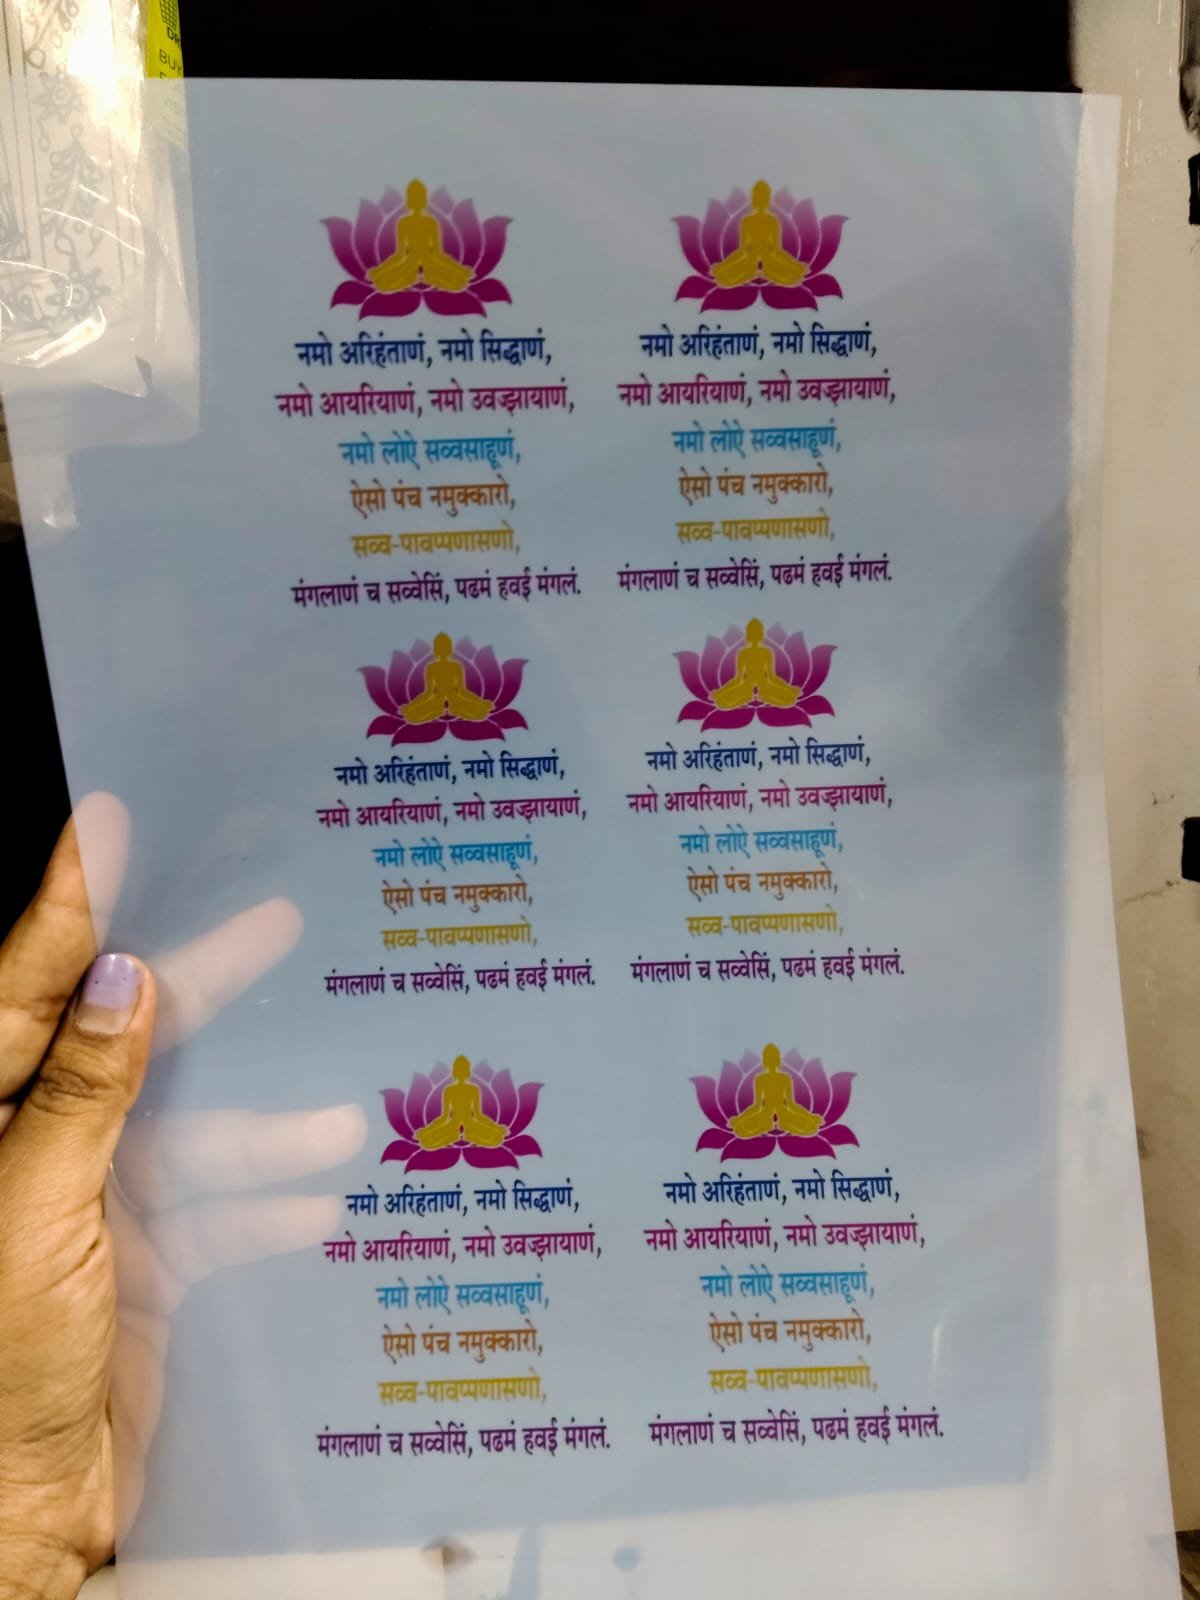 BUY
नमो अरिहंताणं, नमो सिद्धाणं,
नमो आयरियाणं, नमो उवज्झायाणं,
नमो लोऐ सव्वसाहूणं,
ऐसो पंच नमुक्कारो,
सव्व-पावप्पणासणो,
मंगलाणं च सव्वेसिं, पढमं हवई मंगलं.
नमो अरिहंताणं, नमो सिद्धाणं,
नमो आयरियाणं, नमो उवज्झायाणं,
नमो लोऐ सव्वसाहूणं,
ऐसो पंच नमुक्कारो,
सव्व-पावप्पणासणो,
मंगलाणं च सव्वेसिं, पढमं हवई मंगलं.
नमो अरिहंताणं, नमो सिद्धाणं,
नमो आयरियाणं, नमो उवज्झायाणं,
नमो लोऐ सव्वसाहूणं,
ऐसो पंच नमुक्कारो,
सव्व-पावप्पणासणो,
मंगलाणं च सव्वेसिं, पढमं हवई मंगलं.
नमो अरिहंताणं, नमो सिद्धाणं,
नमो आयरियाणं, नमो उवज्झायाणं,
नमो लोऐ सव्वसाहूणं,
ऐसो पंच नमुक्कारो,
सव्व-पावप्पणासणो,
मंगलाणं च सव्वेसिं, पढमं हवई मंगलं.
नमो अरिहंताणं, नमो सिद्धाणं,
नमो आयरियाणं, नमो उवज्झायाणं,
नमो लोऐ सव्वसाहूणं,
ऐसो पंच नमुक्कारो,
सव्व-पावप्पणासणो,
मंगलाणं च सव्वेसिं, पढमं हवई मंगलं.
नमो अरिहंताणं, नमो सिद्धाणं,
नमो आयरियाणं, नमो उवज्झायाणं,
नमो लोऐ सव्वसाहूणं,
ऐसो पंच नमुक्कारो,
सव्व-पावप्पणासणो,
मंगलाणं च सव्वेसिं, पढमं हवई मंगलं.